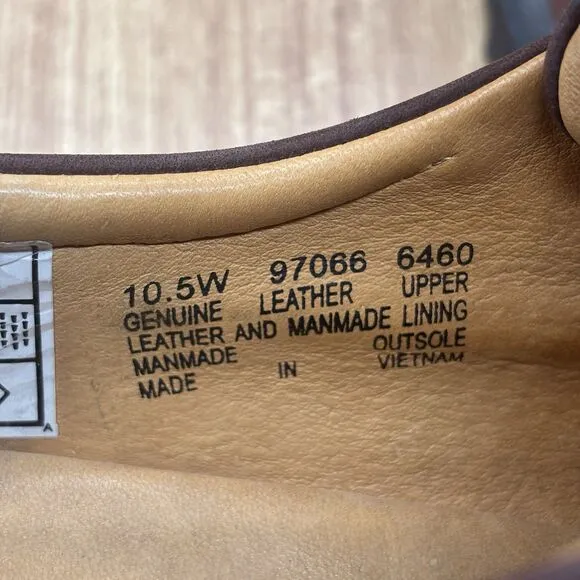 10.5W 97066 6460
GENUINE LEATHER UPPER
LEATHER AND MANMADE LINING
MANMADE OUTSOLE
MADE IN VIETNAM
A